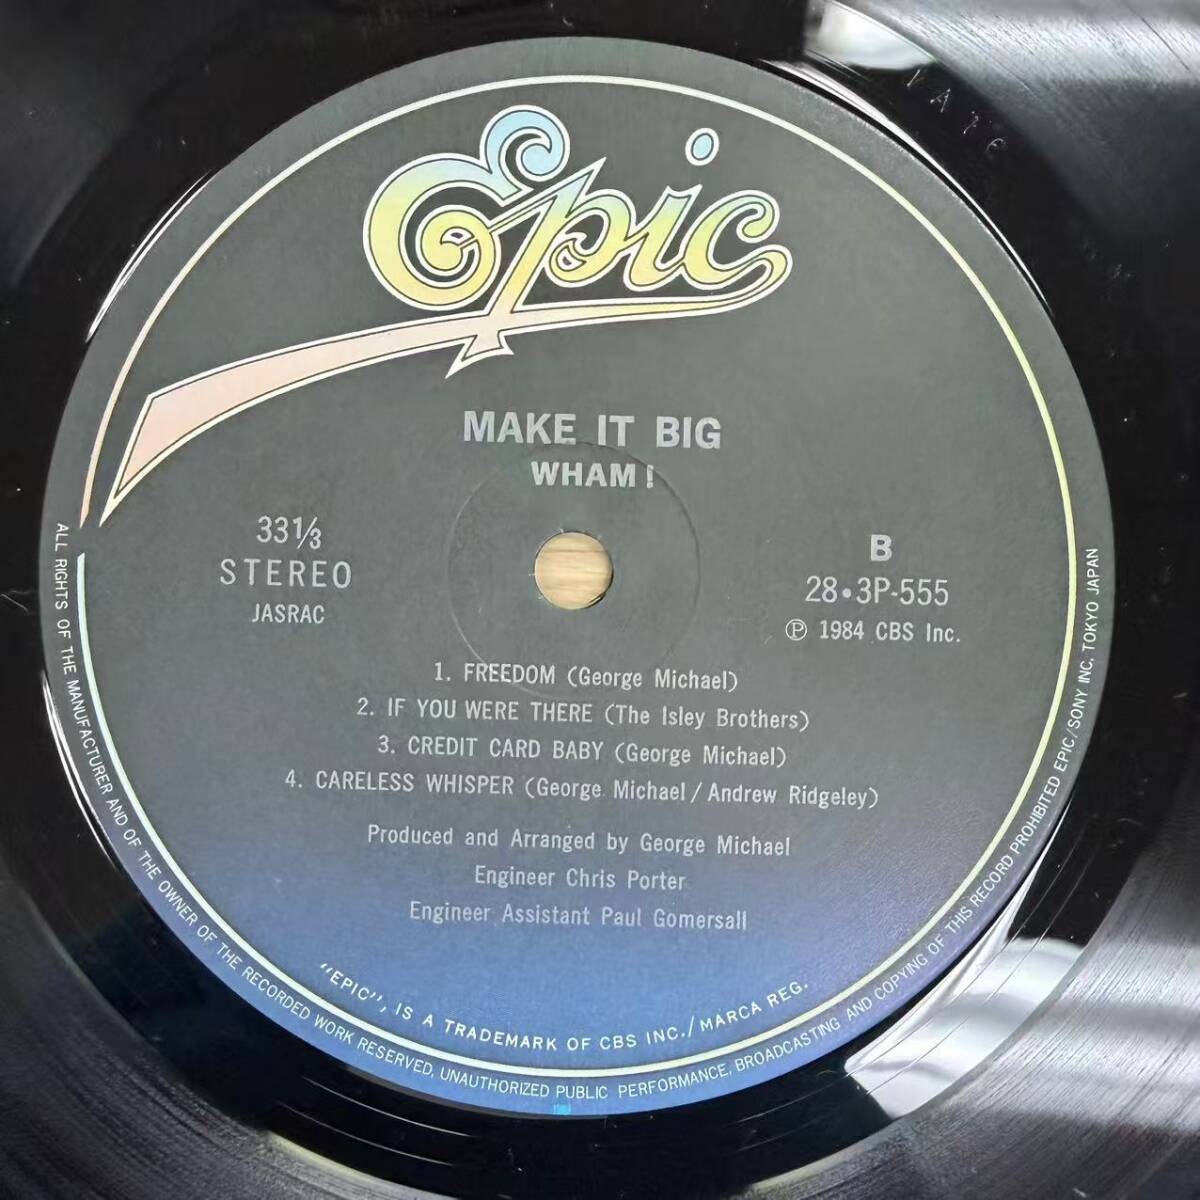 Epic
MAKE IT BIG
WHAM!
33 1/3
STEREO
JASRAC
B
28•3P-555
Ⓟ 1984 CBS Inc.
1. FREEDOM (George Michael)
2. IF YOU WERE THERE (The Isley Brothers)
3. CREDIT CARD BABY (George Michael)
4. CARELESS WHISPER (George Michael / Andrew Ridgeley)
Produced and Arranged by George Michael
Engineer Chris Porter
Engineer Assistant Paul Gomersall
"EPIC", IS A TRADEMARK OF CBS INC./MARCA REG.
ALL RIGHTS OF THE MANUFACTURER AND OF THE OWNER OF THE RECORDED WORK RESERVED, UNAUTHORIZED PUBLIC PERFORMANCE, BROADCASTING AND COPYING OF THIS RECORD PROHIBITED EPIC/SONY INC. TOKYO JAPAN